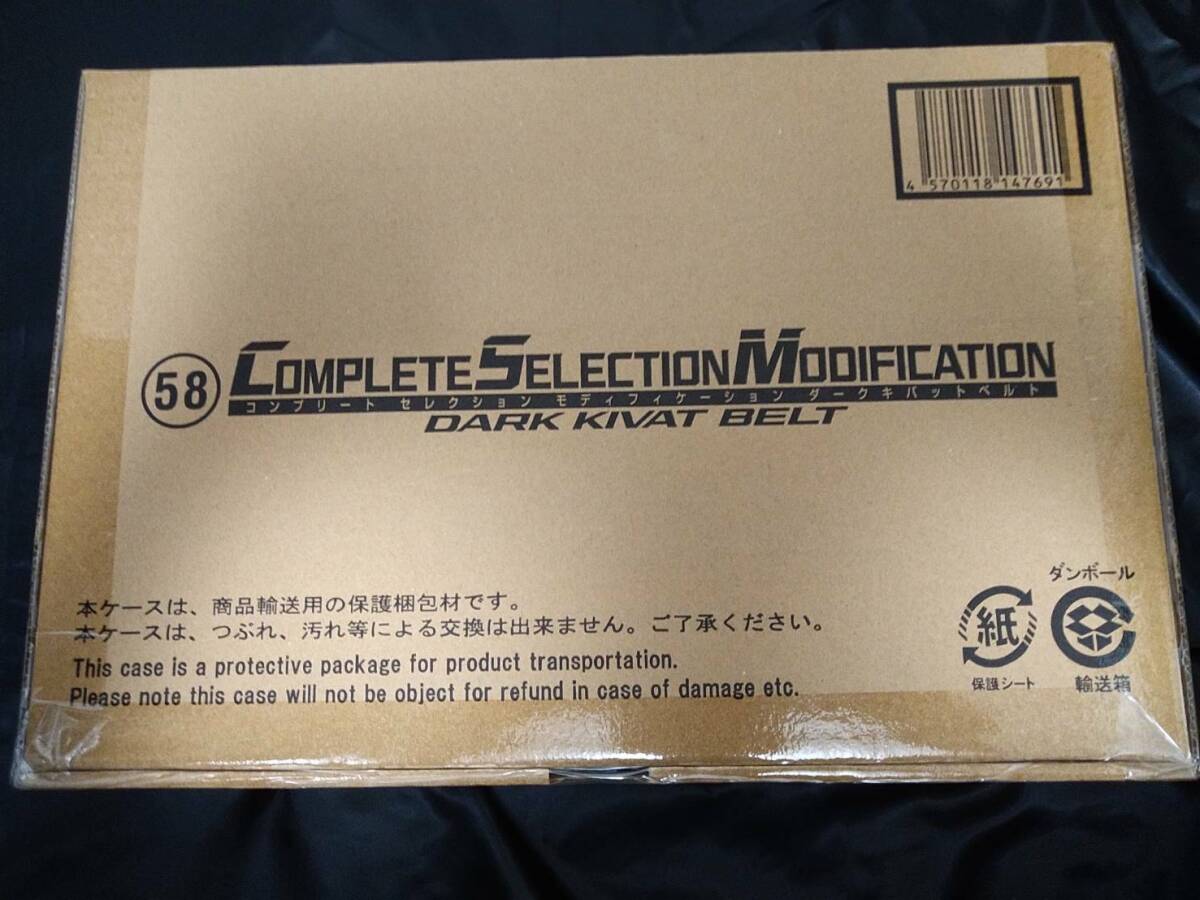 4 570118 147691
58
COMPLETE SELECTION MODIFICATION
コンプリート セレクション モディフィケーション ダークキバットベルト
DARK KIVAT BELT
本ケースは、商品輸送用の保護梱包材です。
本ケースは、つぶれ、汚れ等による交換は出来ません。ご了承ください。
This case is a protective package for product transportation.
Please note this case will not be object for refund in case of damage etc.
紙
保護シート
ダンボール
輸送箱